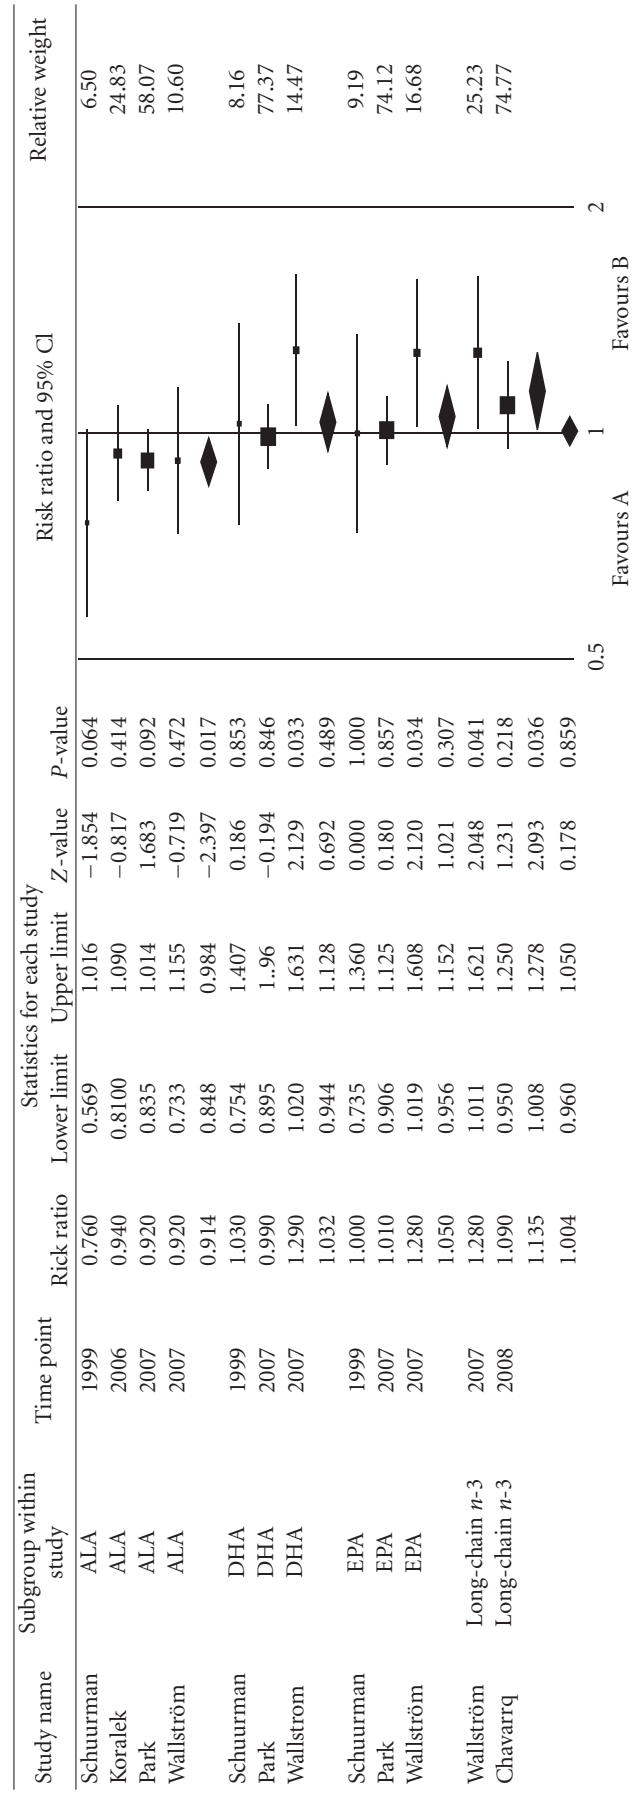 Statistics for each study
Study name Subgroup within study Time point Rick ratio Lower limit Upper limit Z-value P-value Risk ratio and 95% CI Relative weight
Schuurman ALA 1999 0.760 0.569 1.016 −1.854 0.064 6.50
Koralek ALA 2006 0.940 0.8100 1.090 −0.817 0.414 24.83
Park ALA 2007 0.920 0.835 1.014 1.683 0.092 58.07
Wallström ALA 2007 0.920 0.733 1.155 −0.719 0.472 10.60
0.914 0.848 0.984 −2.397 0.017
Schuurman DHA 1999 1.030 0.754 1.407 0.186 0.853 8.16
Park DHA 2007 0.990 0.895 1..96 −0.194 0.846 77.37
Wallstrom DHA 2007 1.290 1.020 1.631 2.129 0.033 14.47
1.032 0.944 1.128 0.692 0.489
Schuurman EPA 1999 1.000 0.735 1.360 0.000 1.000 9.19
Park EPA 2007 1.010 0.906 1.125 0.180 0.857 74.12
Wallström EPA 2007 1.280 1.019 1.608 2.120 0.034 16.68
1.050 0.956 1.152 1.021 0.307
Wallström Long-chain n-3 2007 1.280 1.011 1.621 2.048 0.041 25.23
Chavarrq Long-chain n-3 2008 1.090 0.950 1.250 1.231 0.218 74.77
1.135 1.008 1.278 2.093 0.036
1.004 0.960 1.050 0.178 0.859
0.5 1 2
Favours A Favours B